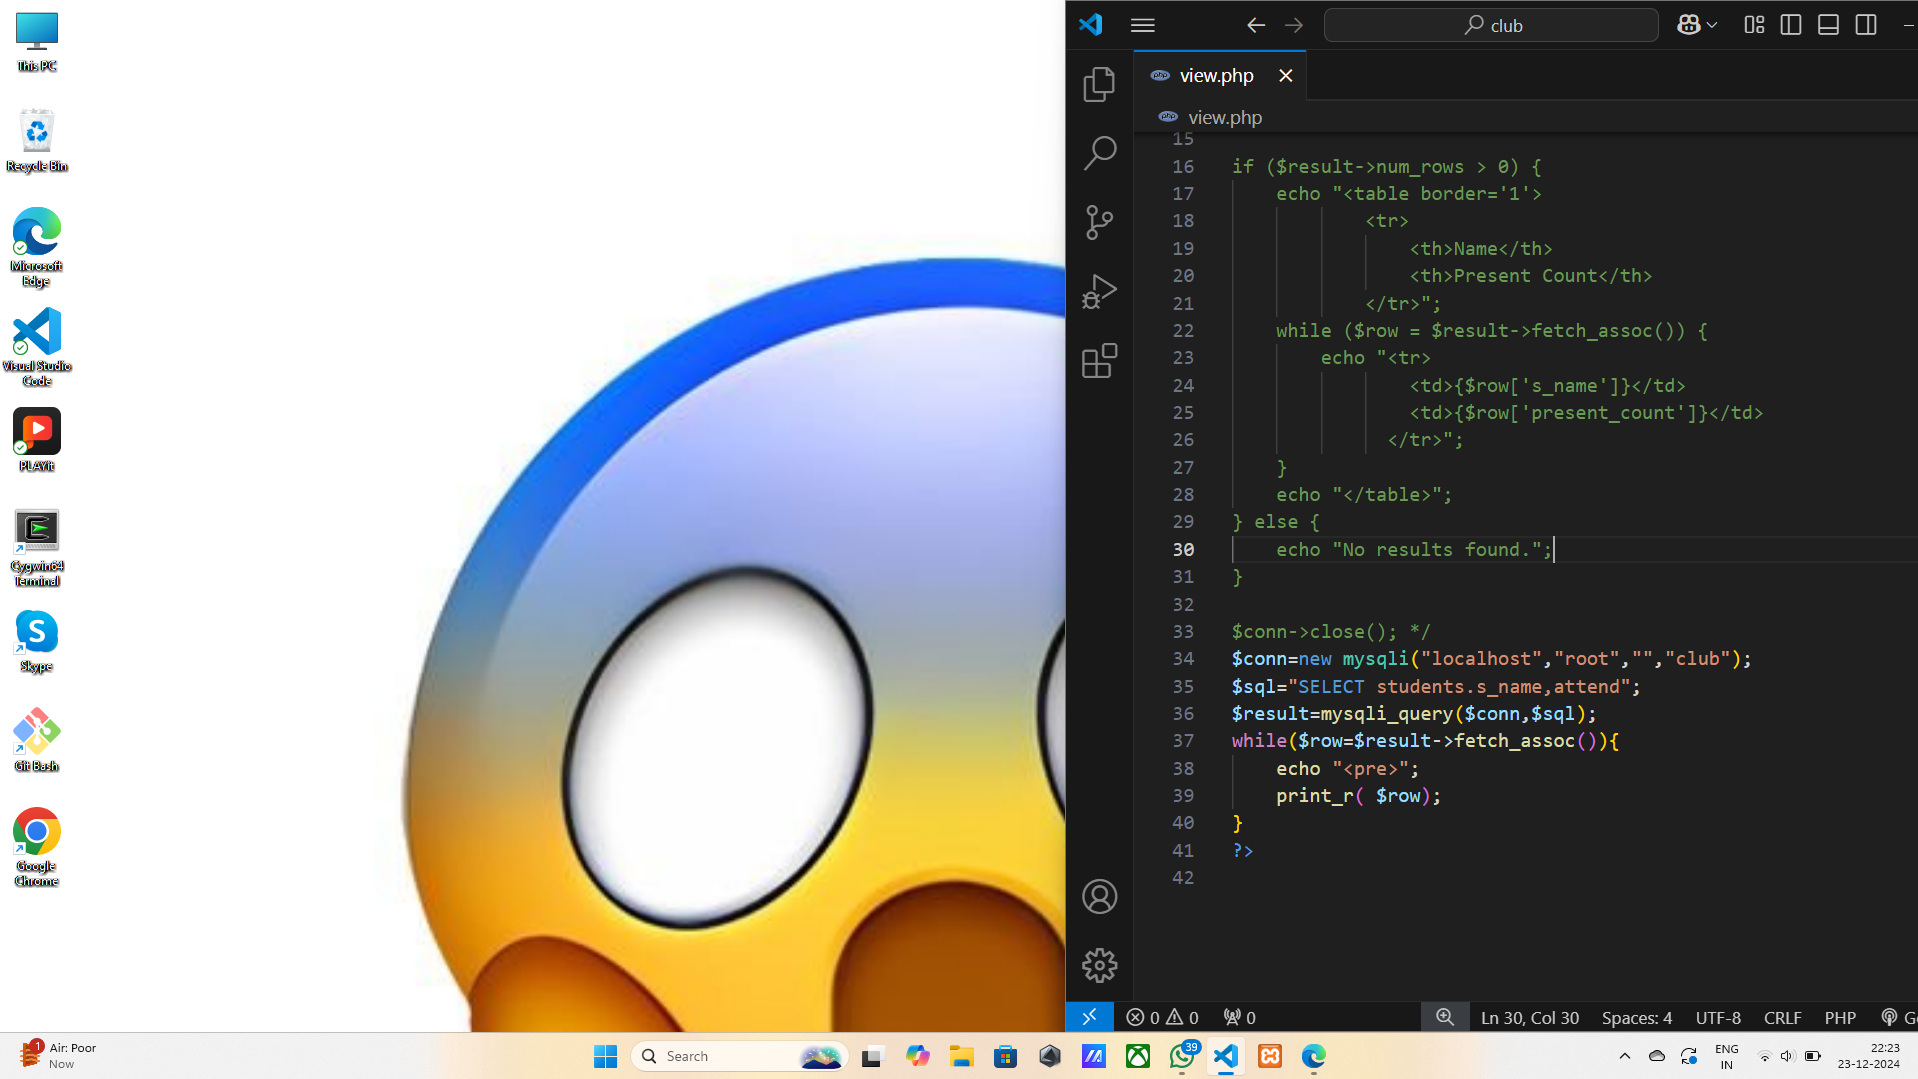 This PC
Recycle Bin
Microsoft
Edge
Visual Studio
Code
PLAYit
Cygwin64
Terminal
Skype
Git Bash
Google
Chrome
club
php view.php
php view.php
15
16 if ($result->num_rows > 0) {
17 echo "<table border='1'>
18 <tr>
19 <th>Name</th>
20 <th>Present Count</th>
21 </tr>";
22 while ($row = $result->fetch_assoc()) {
23 echo "<tr>
24 <td>{$row['s_name']}</td>
25 <td>{$row['present_count']}</td>
26 </tr>";
27 }
28 echo "</table>";
29 } else {
30 echo "No results found.";
31 }
32
33 $conn->close(); */
34 $conn=new mysqli("localhost","root","","club");
35 $sql="SELECT students.s_name,attend";
36 $result=mysqli_query($conn,$sql);
37 while($row=$result->fetch_assoc()){
38 echo "<pre>";
39 print_r( $row);
40 }
41 ?>
42
0 0 0 Ln 30, Col 30 Spaces: 4 UTF-8 CRLF PHP G
1 Air: Poor
Now
Search
39
ENG
IN
22:23
23-12-2024